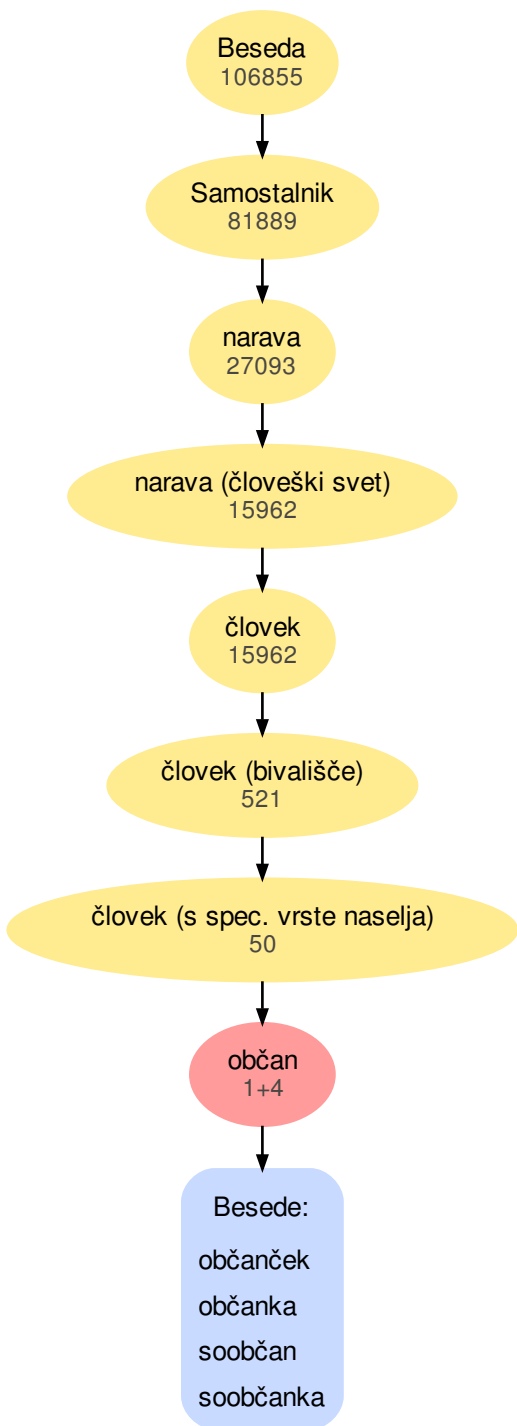 Beseda
106855
Samostalnik
81889
narava
27093
narava (človeški svet)
15962
človek
15962
človek (bivališče)
521
človek (s spec. vrste naselja)
50
občan
1+4
Besede:
občanček
občanka
soobčan
soobčanka